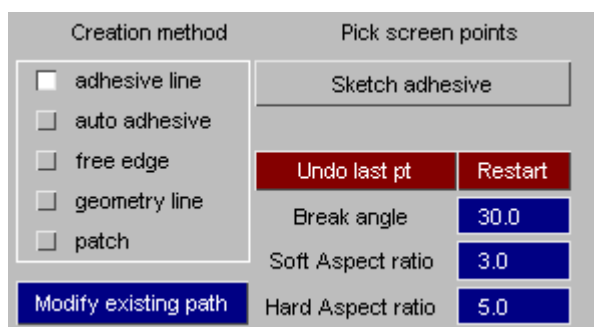 Creation method
Pick screen points
adhesive line
Sketch adhesive
auto adhesive
free edge
Undo last pt
Restart
geometry line
Break angle
30.0
patch
Soft Aspect ratio
3.0
Modify existing path
Hard Aspect ratio
5.0